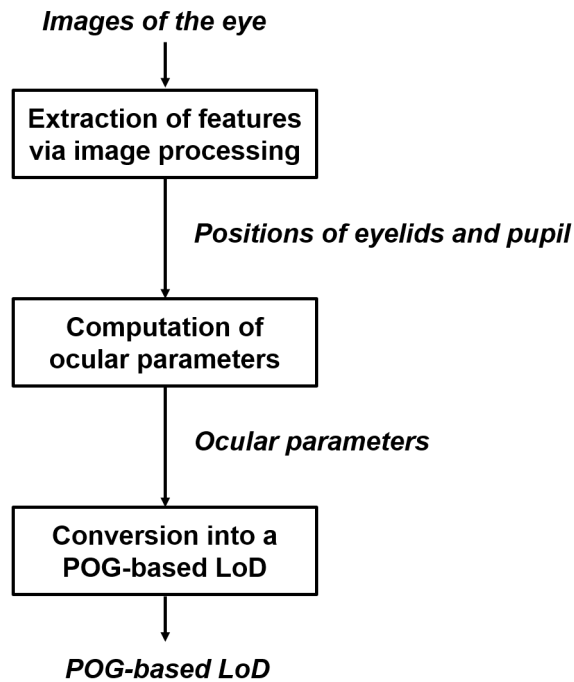 Images of the eye
Extraction of features
via image processing
Positions of eyelids and pupil
Computation of
ocular parameters
Ocular parameters
Conversion into a
POG-based LoD
POG-based LoD